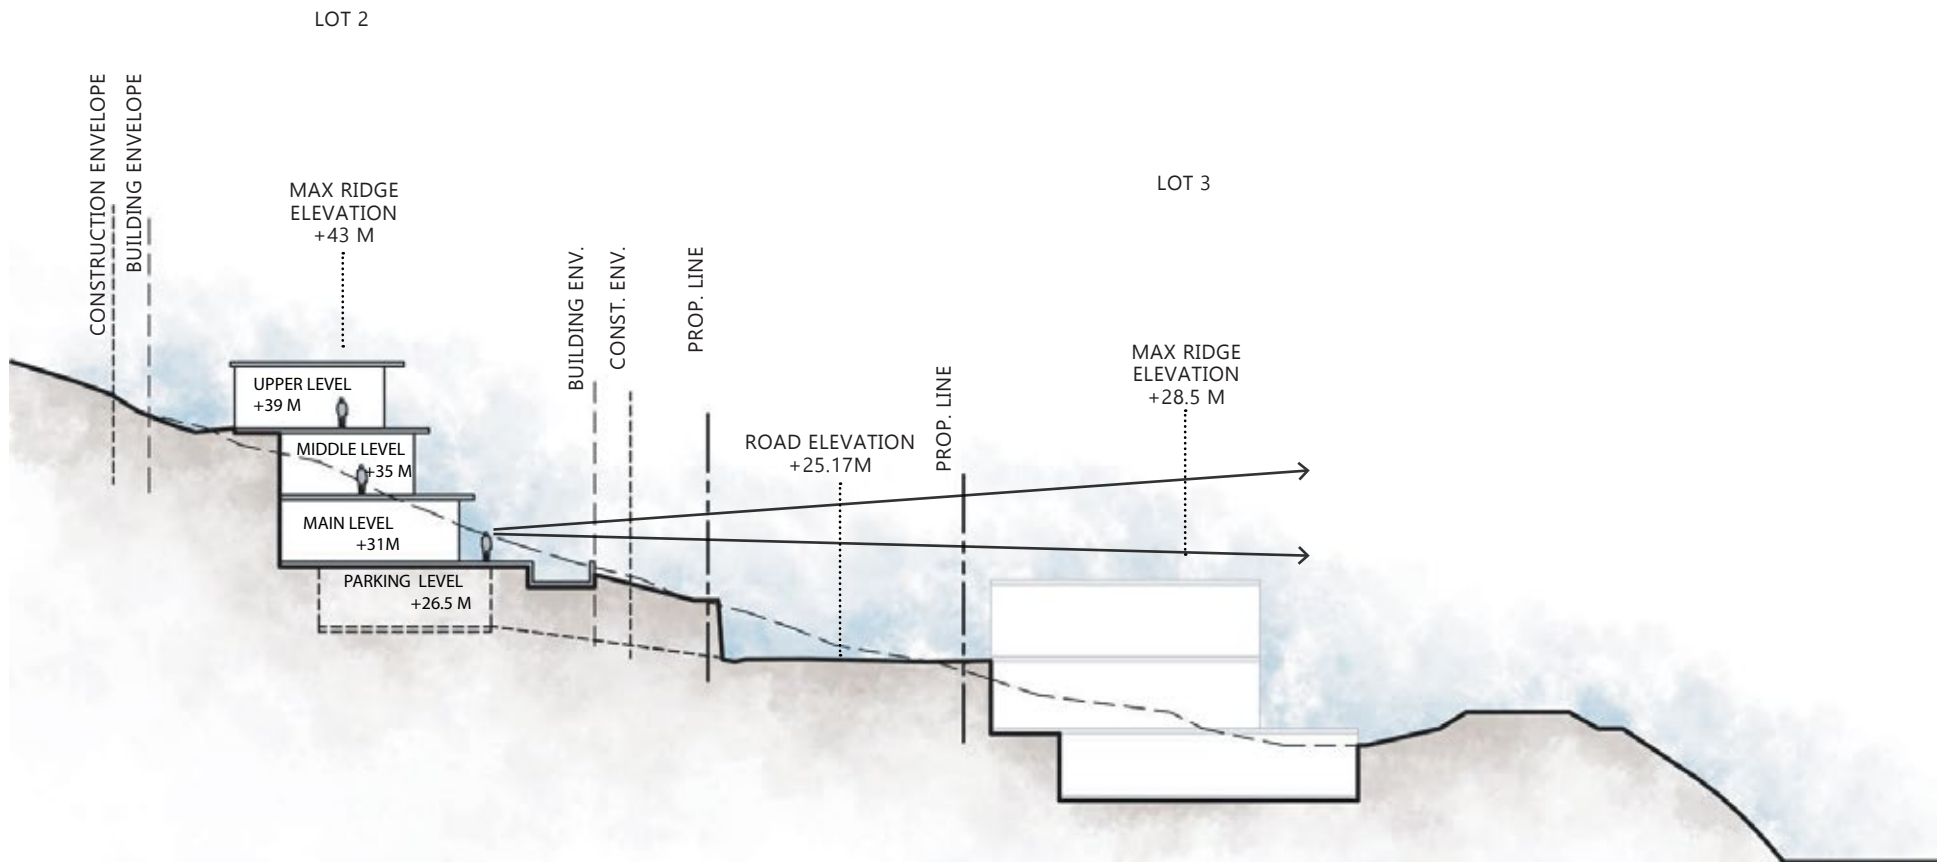 LOT 2
CONSTRUCTION ENVELOPE
BUILDING ENVELOPE
MAX RIDGE
ELEVATION
+43 M
LOT 3
BUILDING ENV.
CONST. ENV.
PROP. LINE
MAX RIDGE
ELEVATION
+28.5 M
PROP. LINE
ROAD ELEVATION
+25.17M
UPPER LEVEL
+39 M
MIDDLE LEVEL
+35 M
MAIN LEVEL
+31M
PARKING LEVEL
+26.5 M